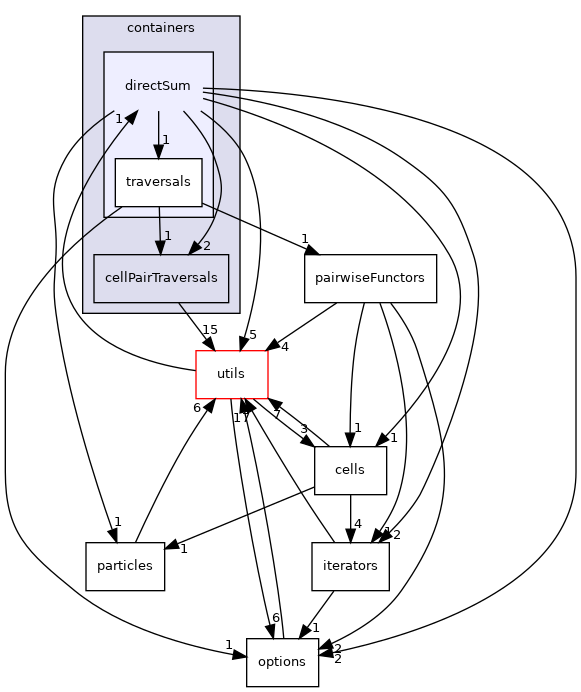 containers
directSum
1
1
traversals
1
1
2
cellPairTraversals
pairwiseFunctors
15
5
4
utils
6
17
7
3
1
1
cells
1
1
4
1
2
particles
iterators
6
1
1
2
2
options